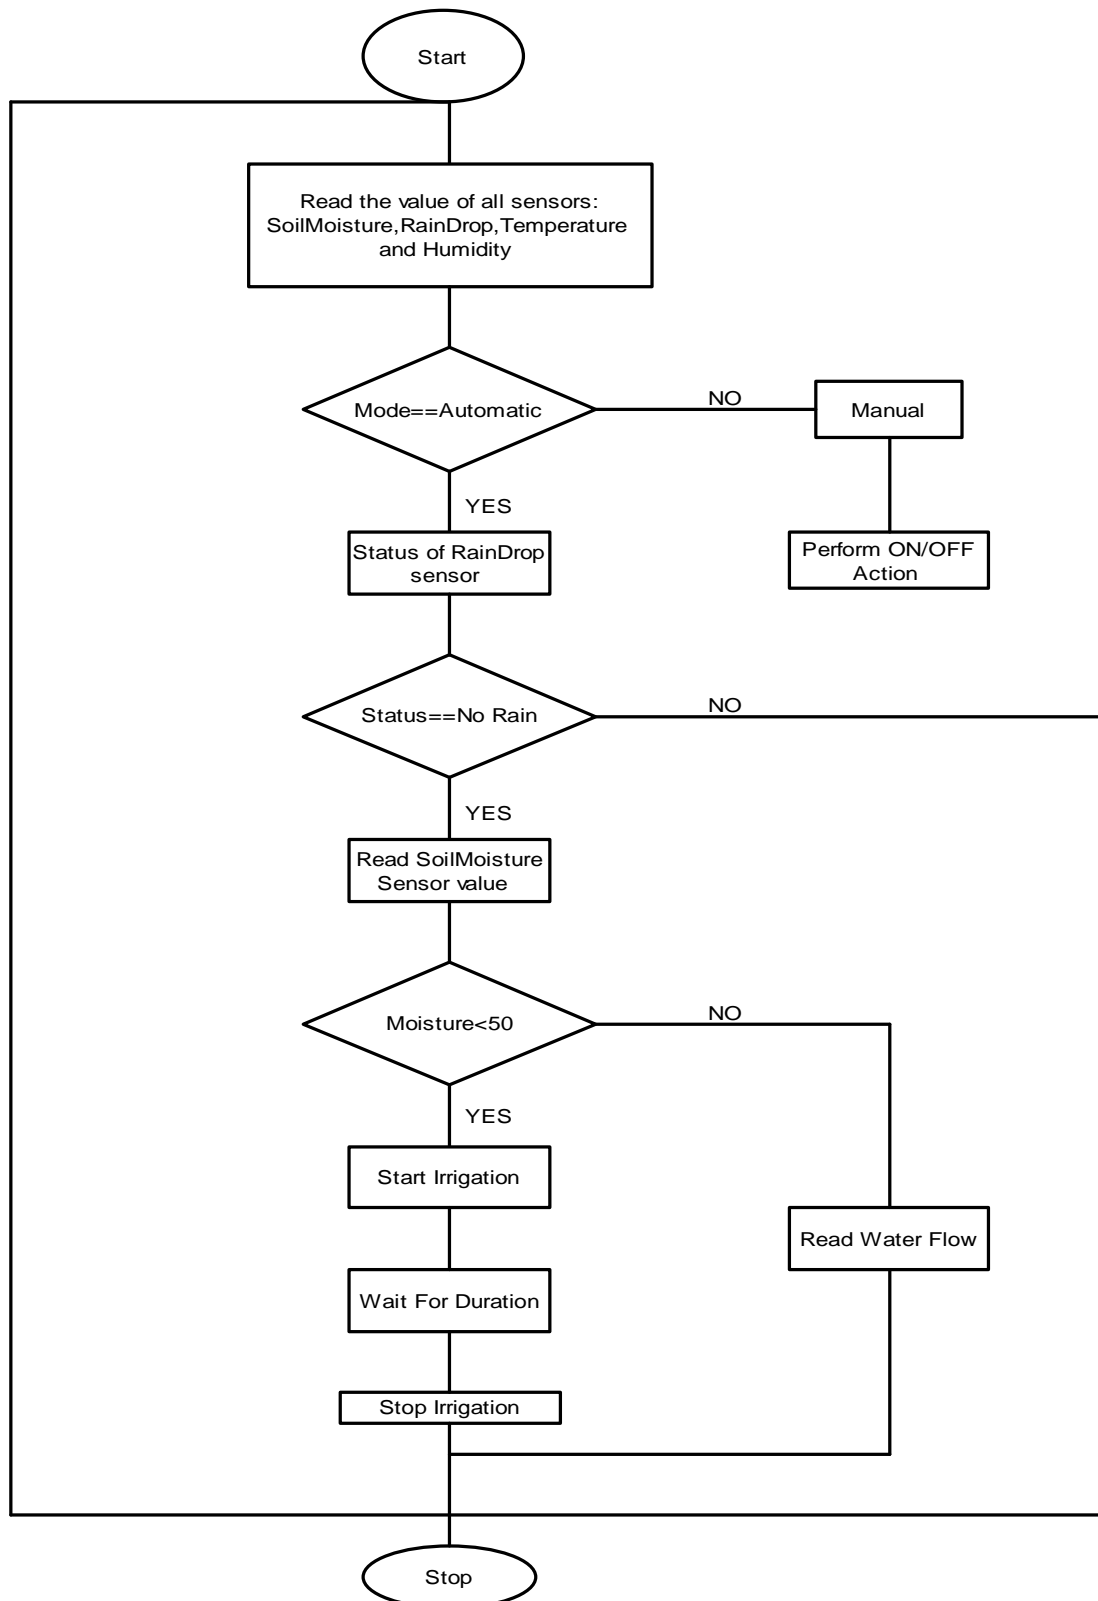 Start
Read the value of all sensors:
SoilMoisture,RainDrop,Temperature
and Humidity
Mode==Automatic
NO
Manual
YES
Status of RainDrop
sensor
Perform ON/OFF
Action
Status==No Rain
NO
YES
Read SoilMoisture
Sensor value
Moisture<50
NO
YES
Start Irrigation
Read Water Flow
Wait For Duration
Stop Irrigation
Stop